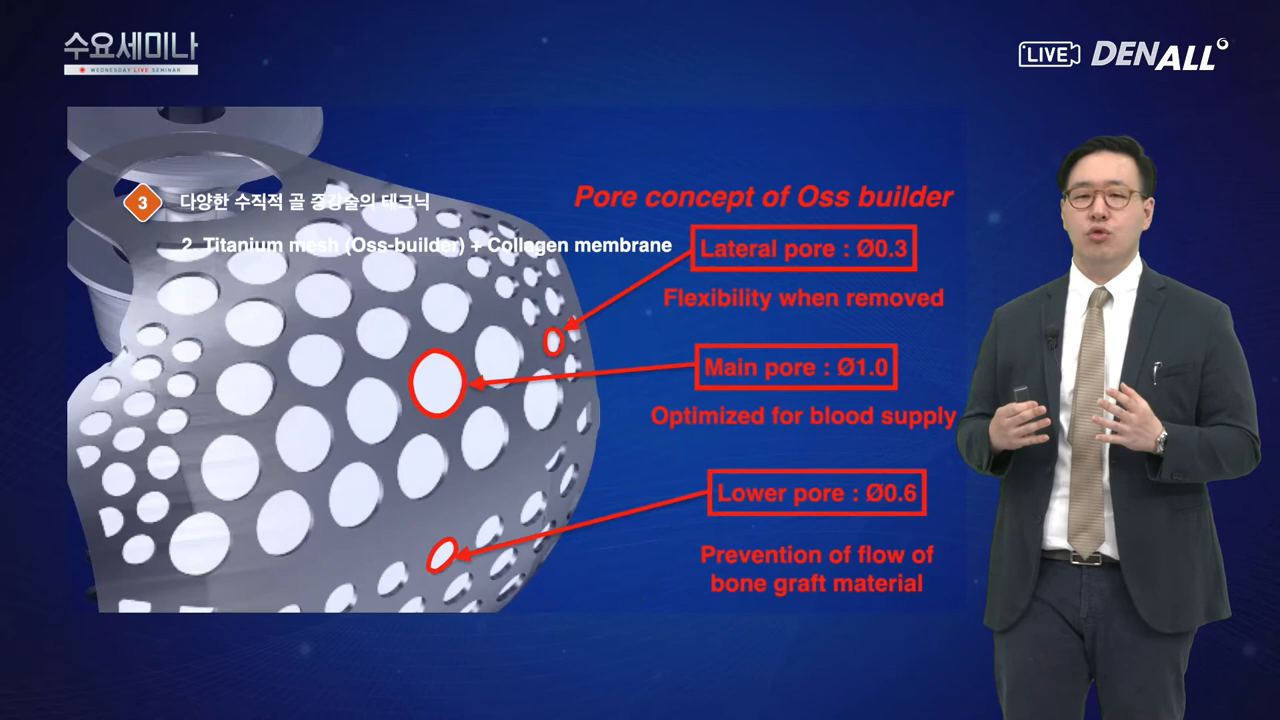 수요세미나
WEDNESDAY LIVE SEMINAR
LIVE DENALL
3 다양한 수직적 골 증강술의 테크닉
2. Titanium mesh (Oss-builder) + Collagen membrane
Pore concept of Oss builder
Lateral pore : Ø0.3
Flexibility when removed
Main pore : Ø1.0
Optimized for blood supply
Lower pore : Ø0.6
Prevention of flow of
bone graft material